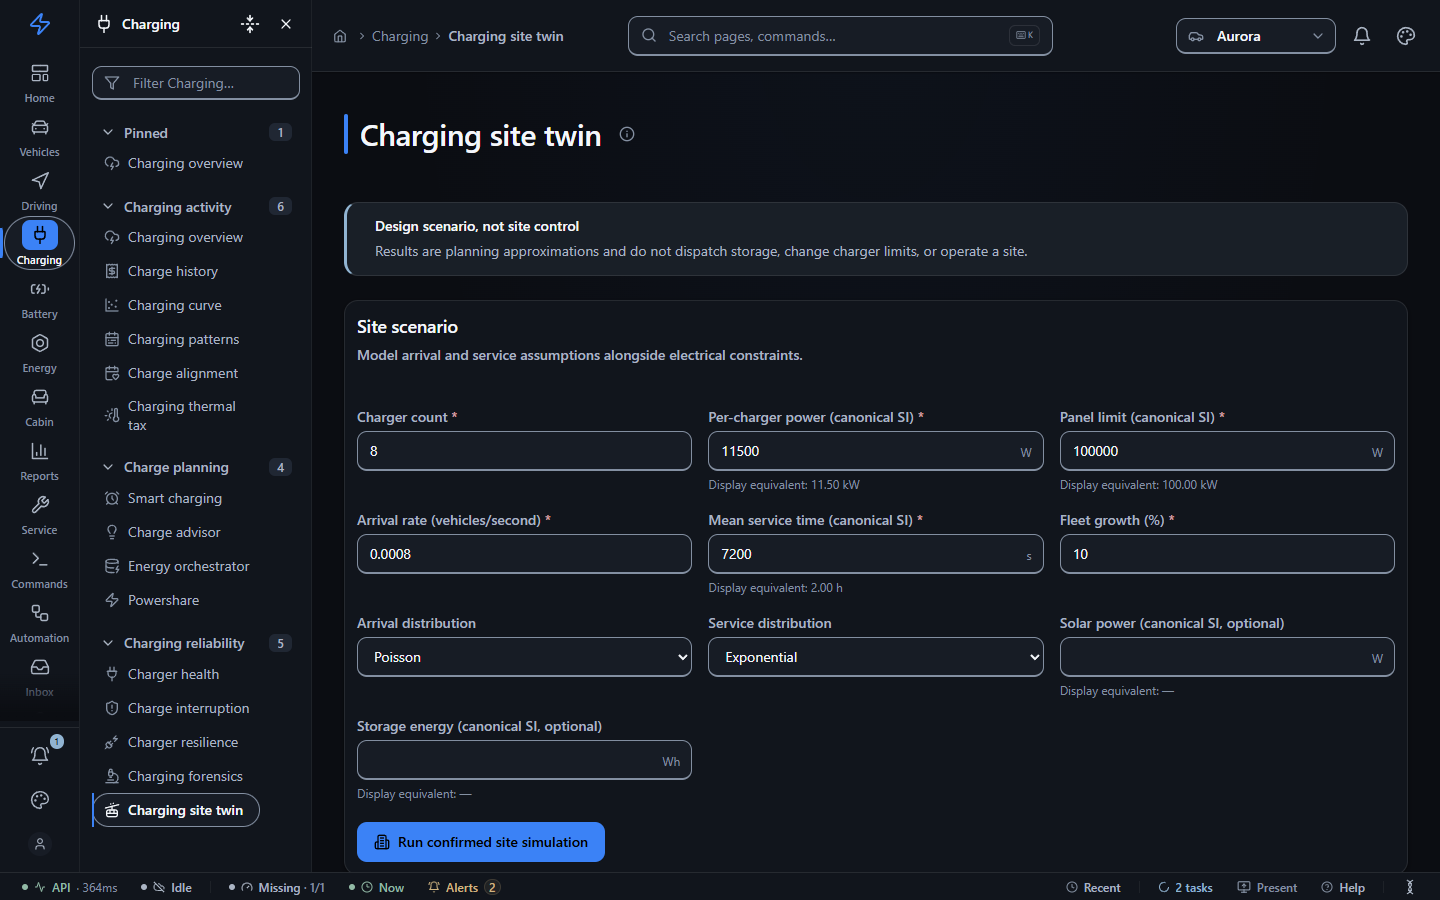 Charging
Filter Charging...
Pinned 1
Charging overview
Charging activity 6
Charging overview
Charge history
Charging curve
Charging patterns
Charge alignment
Charging thermal
tax
Charge planning 4
Smart charging
Charge advisor
Energy orchestrator
Powershare
Charging reliability 5
Charger health
Charge interruption
Charger resilience
Charging forensics
Charging site twin
Home
Vehicles
Driving
Charging
Battery
Energy
Cabin
Reports
Service
Commands
Automation
Inbox
1
Charging > Charging site twin
Search pages, commands... K
Aurora
Charging site twin
Design scenario, not site control
Results are planning approximations and do not dispatch storage, change charger limits, or operate a site.
Site scenario
Model arrival and service assumptions alongside electrical constraints.
Charger count *
8
Per-charger power (canonical SI) *
11500 W
Display equivalent: 11.50 kW
Panel limit (canonical SI) *
100000 W
Display equivalent: 100.00 kW
Arrival rate (vehicles/second) *
0.0008
Mean service time (canonical SI) *
7200 s
Display equivalent: 2.00 h
Fleet growth (%) *
10
Arrival distribution
Poisson
Service distribution
Exponential
Solar power (canonical SI, optional)
W
Display equivalent: —
Storage energy (canonical SI, optional)
Wh
Display equivalent: —
Run confirmed site simulation
API · 364ms
Idle
Missing · 1/1
Now
Alerts 2
Recent
2 tasks
Present
Help